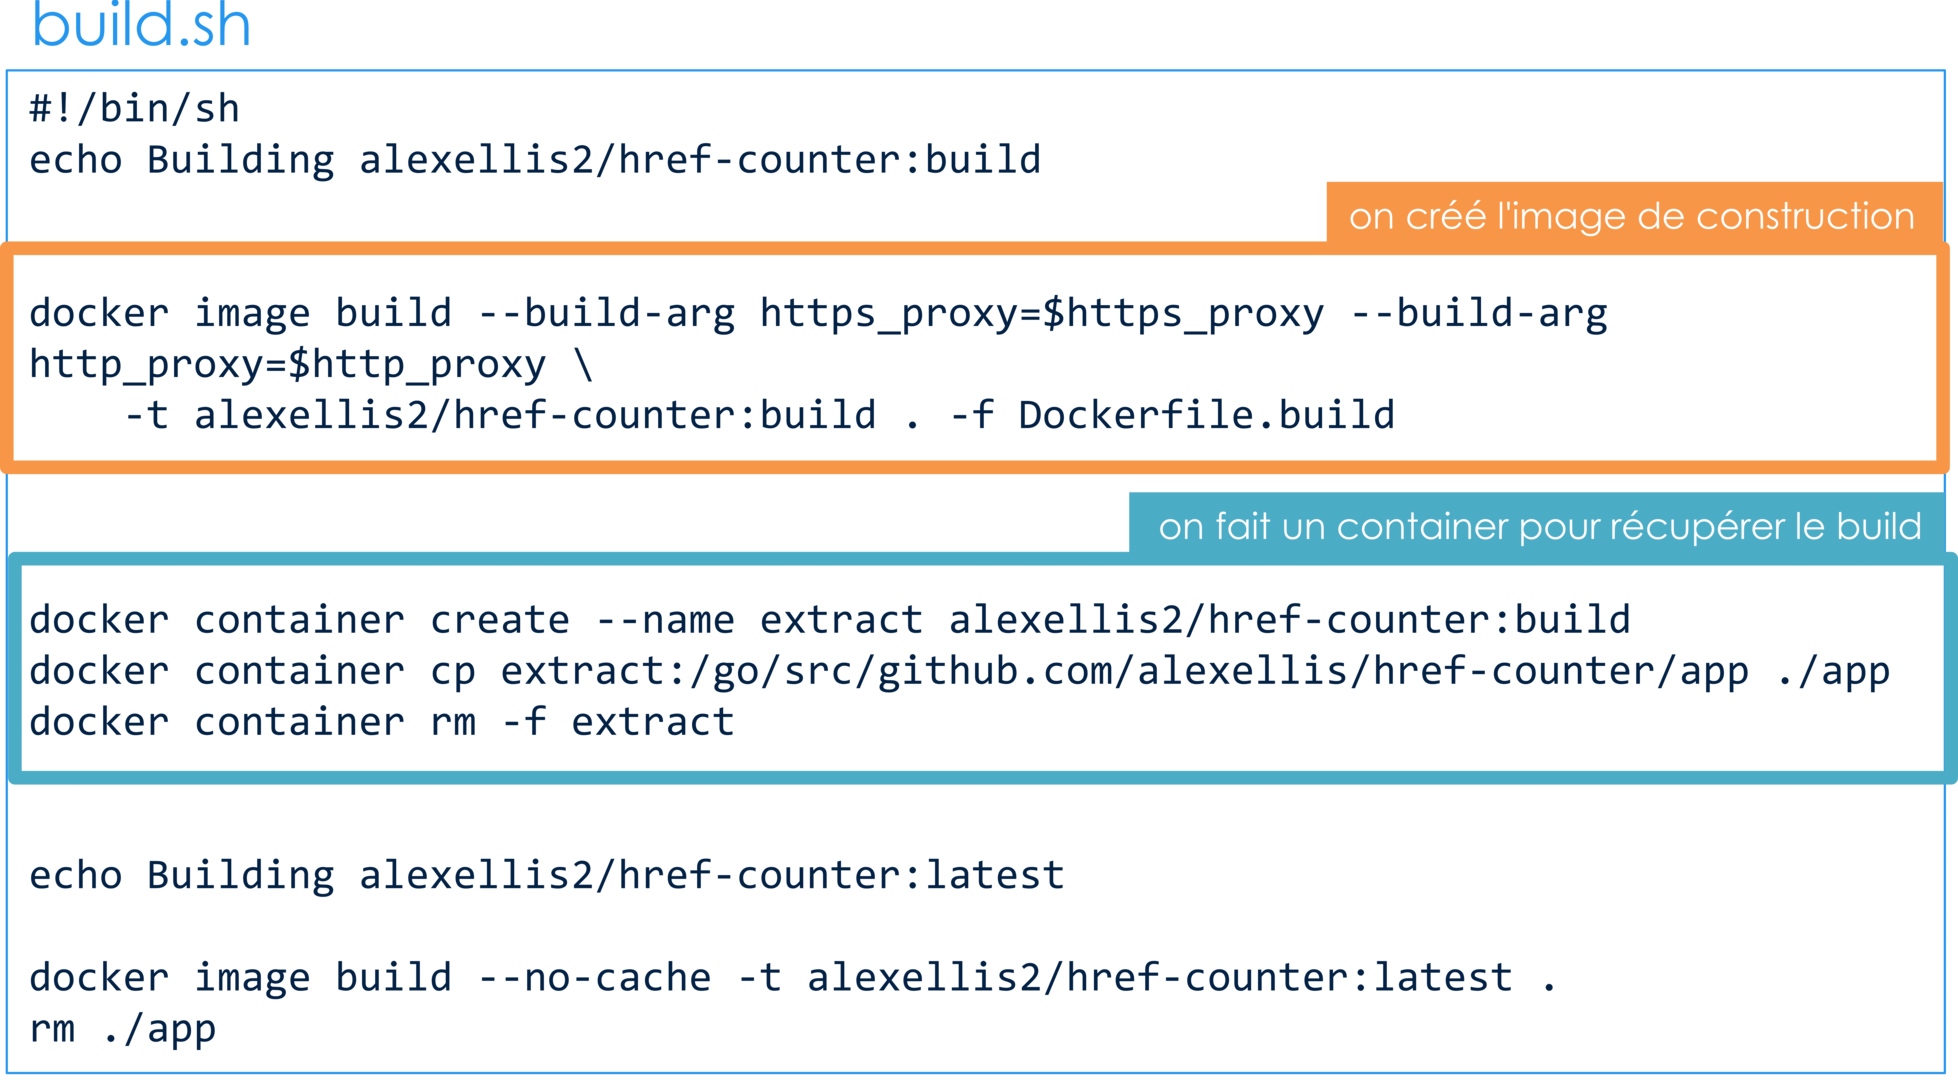 build.sh
#!/bin/sh
echo Building alexellis2/href-counter:build
on créé l'image de construction
docker image build --build-arg https_proxy=$https_proxy --build-arg
http_proxy=$http_proxy \
    -t alexellis2/href-counter:build . -f Dockerfile.build
on fait un container pour récupérer le build
docker container create --name extract alexellis2/href-counter:build
docker container cp extract:/go/src/github.com/alexellis/href-counter/app ./app
docker container rm -f extract
echo Building alexellis2/href-counter:latest
docker image build --no-cache -t alexellis2/href-counter:latest .
rm ./app